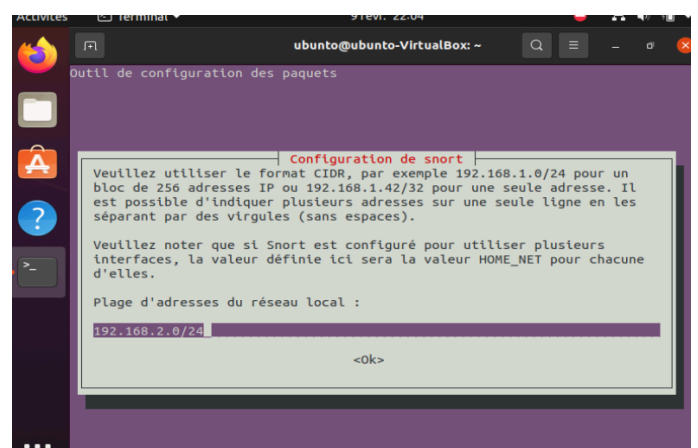 Activités Terminal 9 févr. 22:04
ubunto@ubunto-VirtualBox: ~
Outil de configuration des paquets
Configuration de snort
Veuillez utiliser le format CIDR, par exemple 192.168.1.0/24 pour un
bloc de 256 adresses IP ou 192.168.1.42/32 pour une seule adresse. Il
est possible d'indiquer plusieurs adresses sur une seule ligne en les
séparant par des virgules (sans espaces).
Veuillez noter que si Snort est configuré pour utiliser plusieurs
interfaces, la valeur définie ici sera la valeur HOME_NET pour chacune
d'elles.
Plage d'adresses du réseau local :
192.168.2.0/24
<Ok>